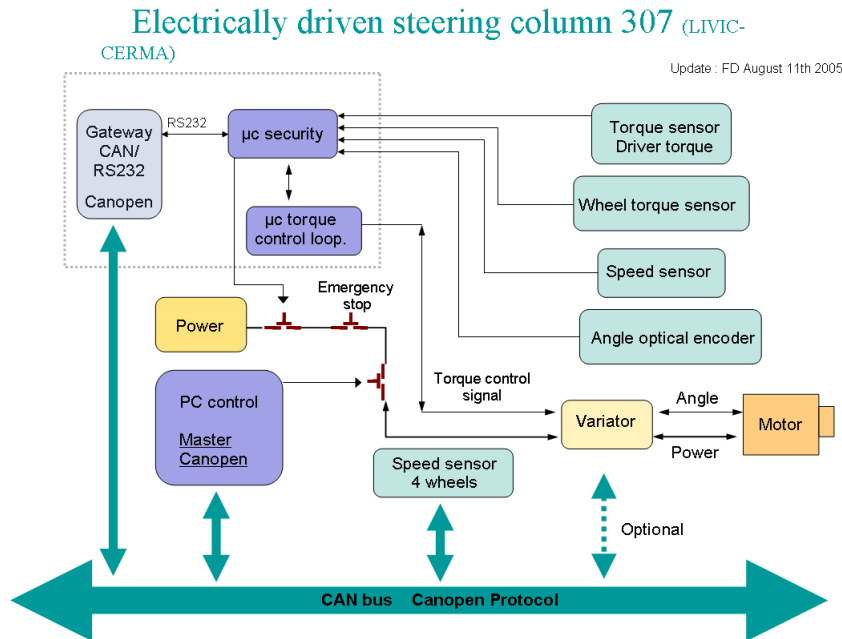 Electrically driven steering column 307 (LIVIC-
CERMA)
Update : FD August 11th 2005
Gateway
CAN/
RS232
Canopen
RS232
µc security
Torque sensor
Driver torque
µc torque
control loop.
Wheel torque sensor
Speed sensor
Emergency
stop
Power
Angle optical encoder
PC control
Master
Canopen
Torque control
signal
Variator
Angle
Power
Motor
Speed sensor
4 wheels
Optional
CAN bus Canopen Protocol